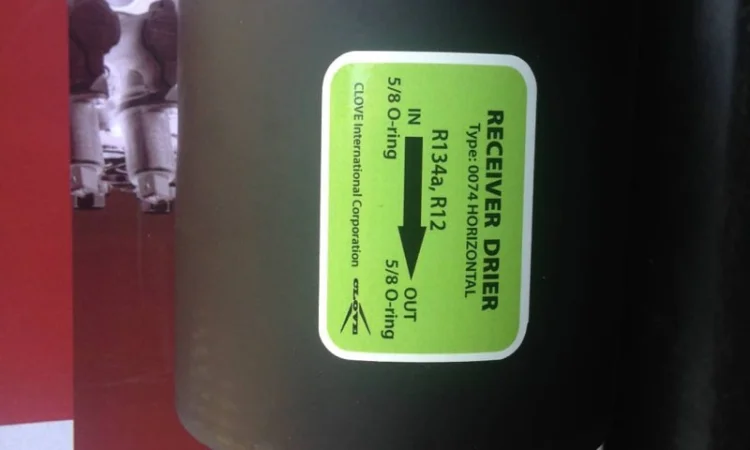 RECEIVER DRIER
Type: 0074 HORIZONTAL
R134a, R12
IN OUT
5/8 O-ring 5/8 O-ring
CLOVE International Corporation CLOVE